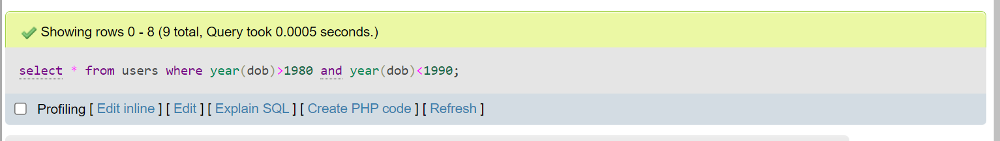 Showing rows 0 - 8 (9 total, Query took 0.0005 seconds.)
select * from users where year(dob)>1980 and year(dob)<1990;
Profiling [ Edit inline ] [ Edit ] [ Explain SQL ] [ Create PHP code ] [ Refresh ]